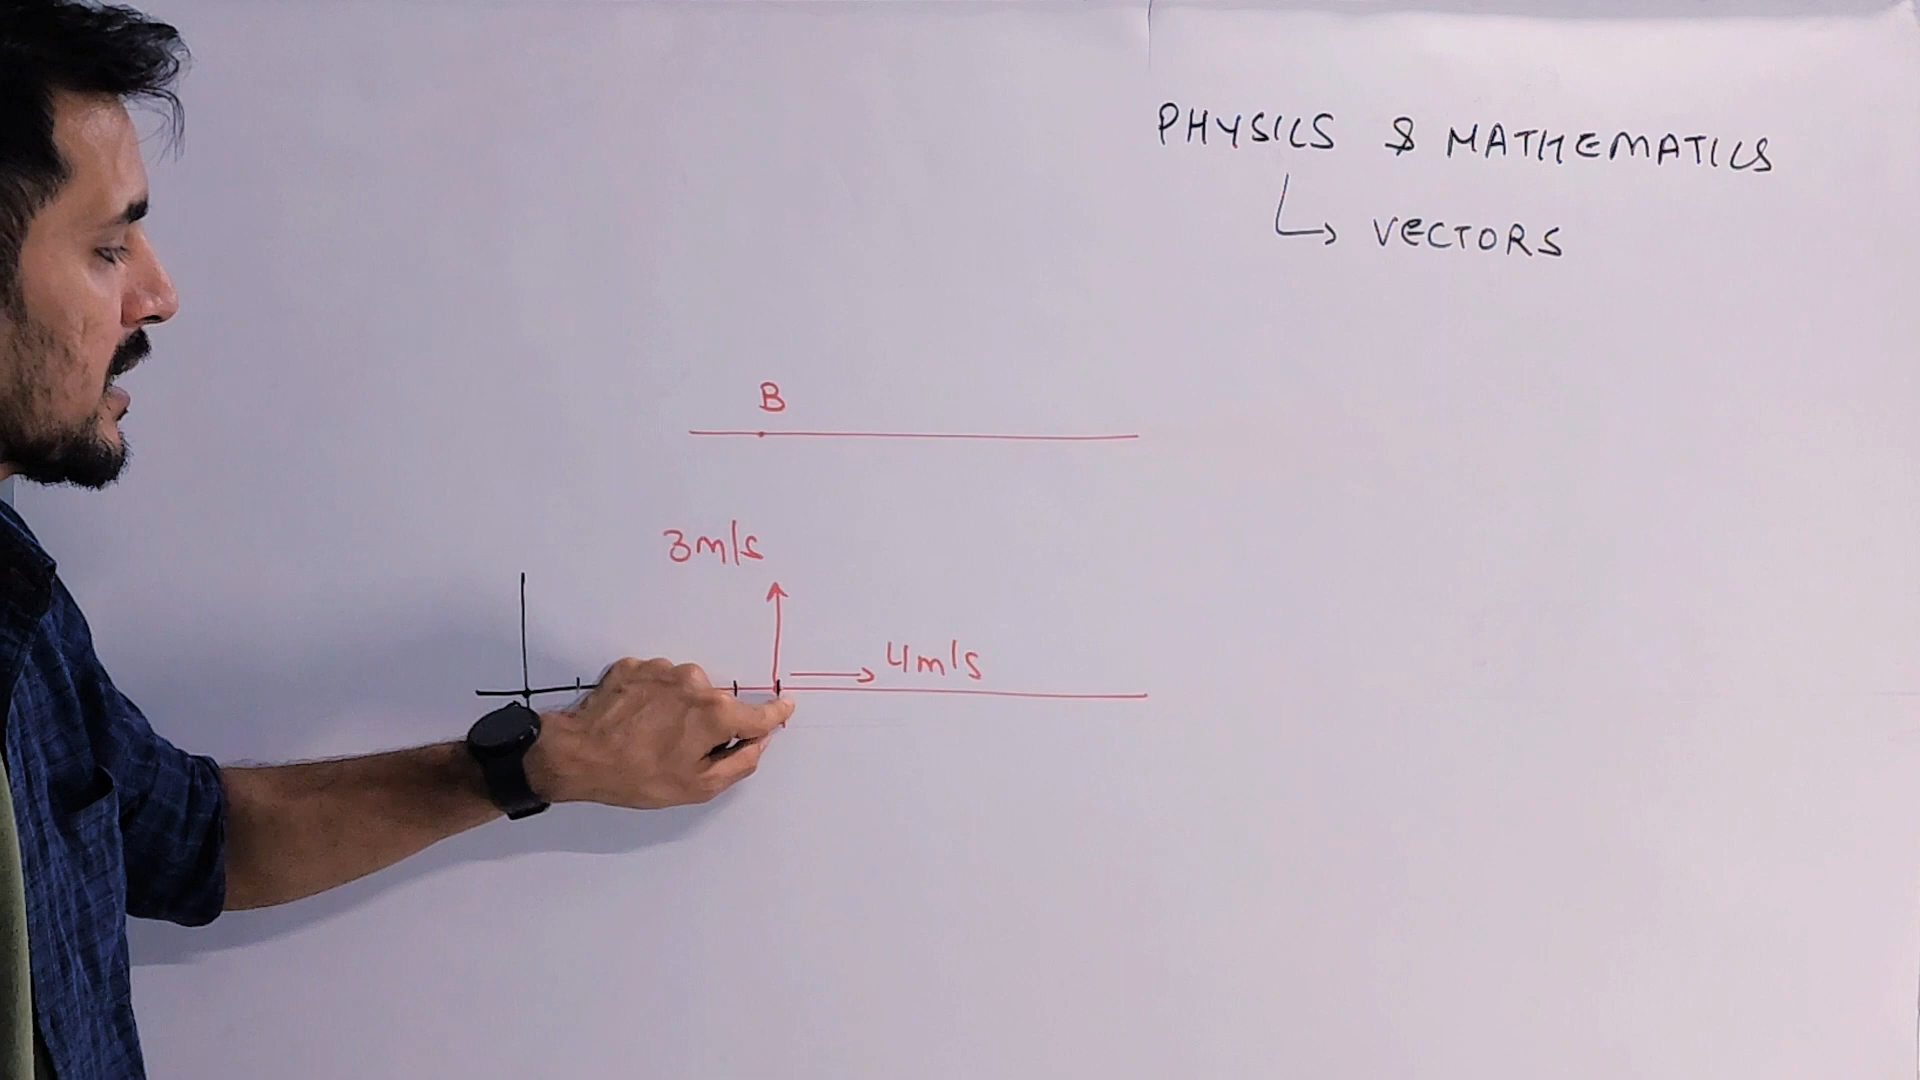 PHYSICS & MATHEMATICS
↳ VECTORS
B
3m/s
4m/s